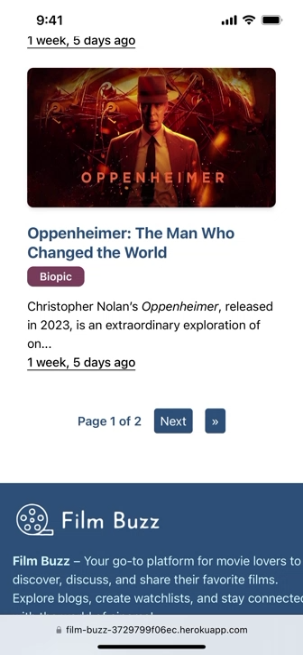 9:41
1 week, 5 days ago
OPPENHEIMER
Oppenheimer: The Man Who
Changed the World
Biopic
Christopher Nolan's Oppenheimer, released
in 2023, is an extraordinary exploration of
on...
1 week, 5 days ago
Page 1 of 2 Next »
Film Buzz
Film Buzz – Your go-to platform for movie lovers to
discover, discuss, and share their favorite films.
Explore blogs, create watchlists, and stay connected
film-buzz-3729799f06ec.herokuapp.com